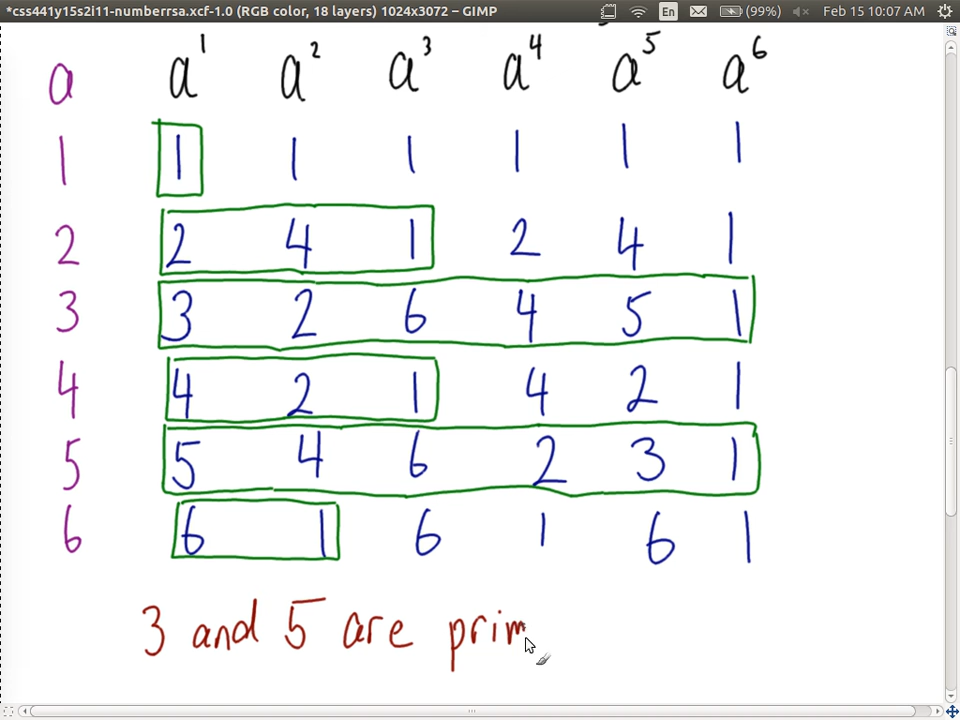 *css441y15s2i11-numberrsa.xcf-1.0 (RGB color, 18 layers) 1024x3072 – GIMP En (99%) Feb 15 10:07 AM
a a¹ a² a³ a⁴ a⁵ a⁶
1 1 1 1 1 1 1
2 2 4 1 2 4 1
3 3 2 6 4 5 1
4 4 2 1 4 2 1
5 5 4 6 2 3 1
6 6 1 6 1 6 1
3 and 5 are prim